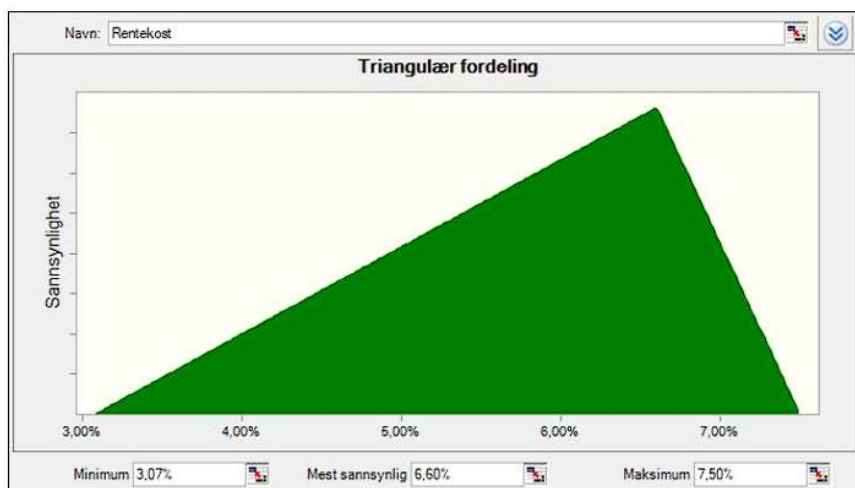 Navn: Rentekost
Triangulær fordeling
Sannsynlighet
3,00% 4,00% 5,00% 6,00% 7,00%
Minimum 3,07% Mest sannsynlig 6,60% Maksimum 7,50%